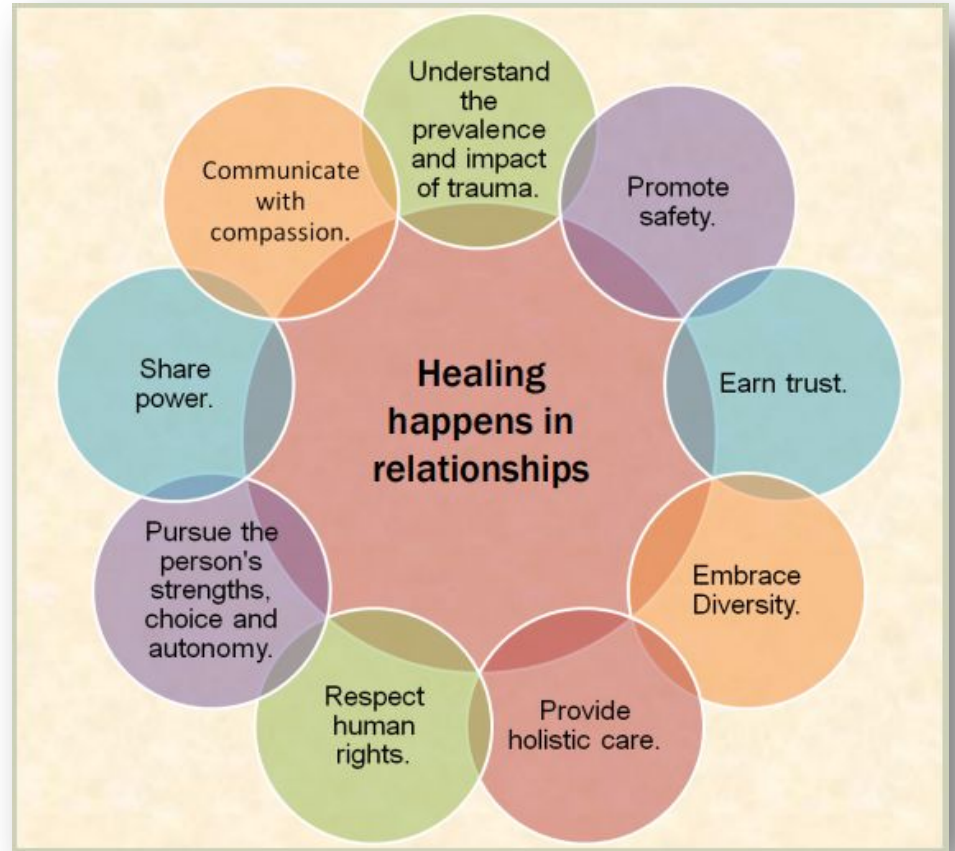 Understand
the
prevalence
and impact
of trauma.
Promote
safety.
Earn trust.
Embrace
Diversity.
Provide
holistic care.
Respect
human
rights.
Pursue the
person's
strengths,
choice and
autonomy.
Share
power.
Communicate
with
compassion.
Healing
happens in
relationships